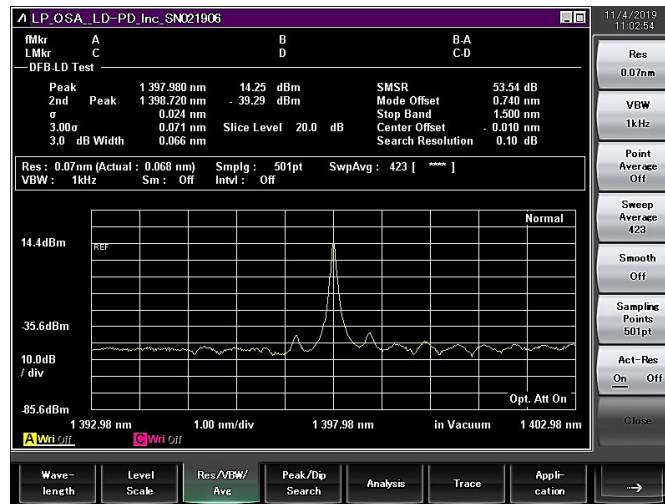 LP_OSA_LD-PD_Inc_SN021906
11/4/2019
11:02:54
fMkr A B B-A
LMkr C D C-D
DFB-LD Test
Peak 1 397.980 nm 14.25 dBm SMSR 53.54 dB
2nd Peak 1 398.720 nm - 39.29 dBm Mode Offset 0.740 nm
σ 0.024 nm Stop Band 1.500 nm
3.00σ 0.071 nm Slice Level 20.0 dB Center Offset - 0.010 nm
3.0 dB Width 0.066 nm Search Resolution 0.10 dB
Res : 0.07nm (Actual : 0.068 nm) Smplg : 501pt SwpAvg : 423 [ **** ]
VBW : 1kHz Sm : Off Intvl : Off
Normal
14.4dBm
REF
-35.6dBm
10.0dB
/ div
Opt. Att On
-85.6dBm
1 392.98 nm 1.00 nm/div 1 397.98 nm in Vacuum 1 402.98 nm
A Wri Off C Wri Off
Res
0.07nm
VBW
1kHz
Point
Average
Off
Sweep
Average
423
Smooth
Off
Sampling
Points
501pt
Act-Res
On Off
Close
Wave-
length
Level
Scale
Res/VBW/
Avg
Peak/Dip
Search
Analysis
Trace
Appli-
cation